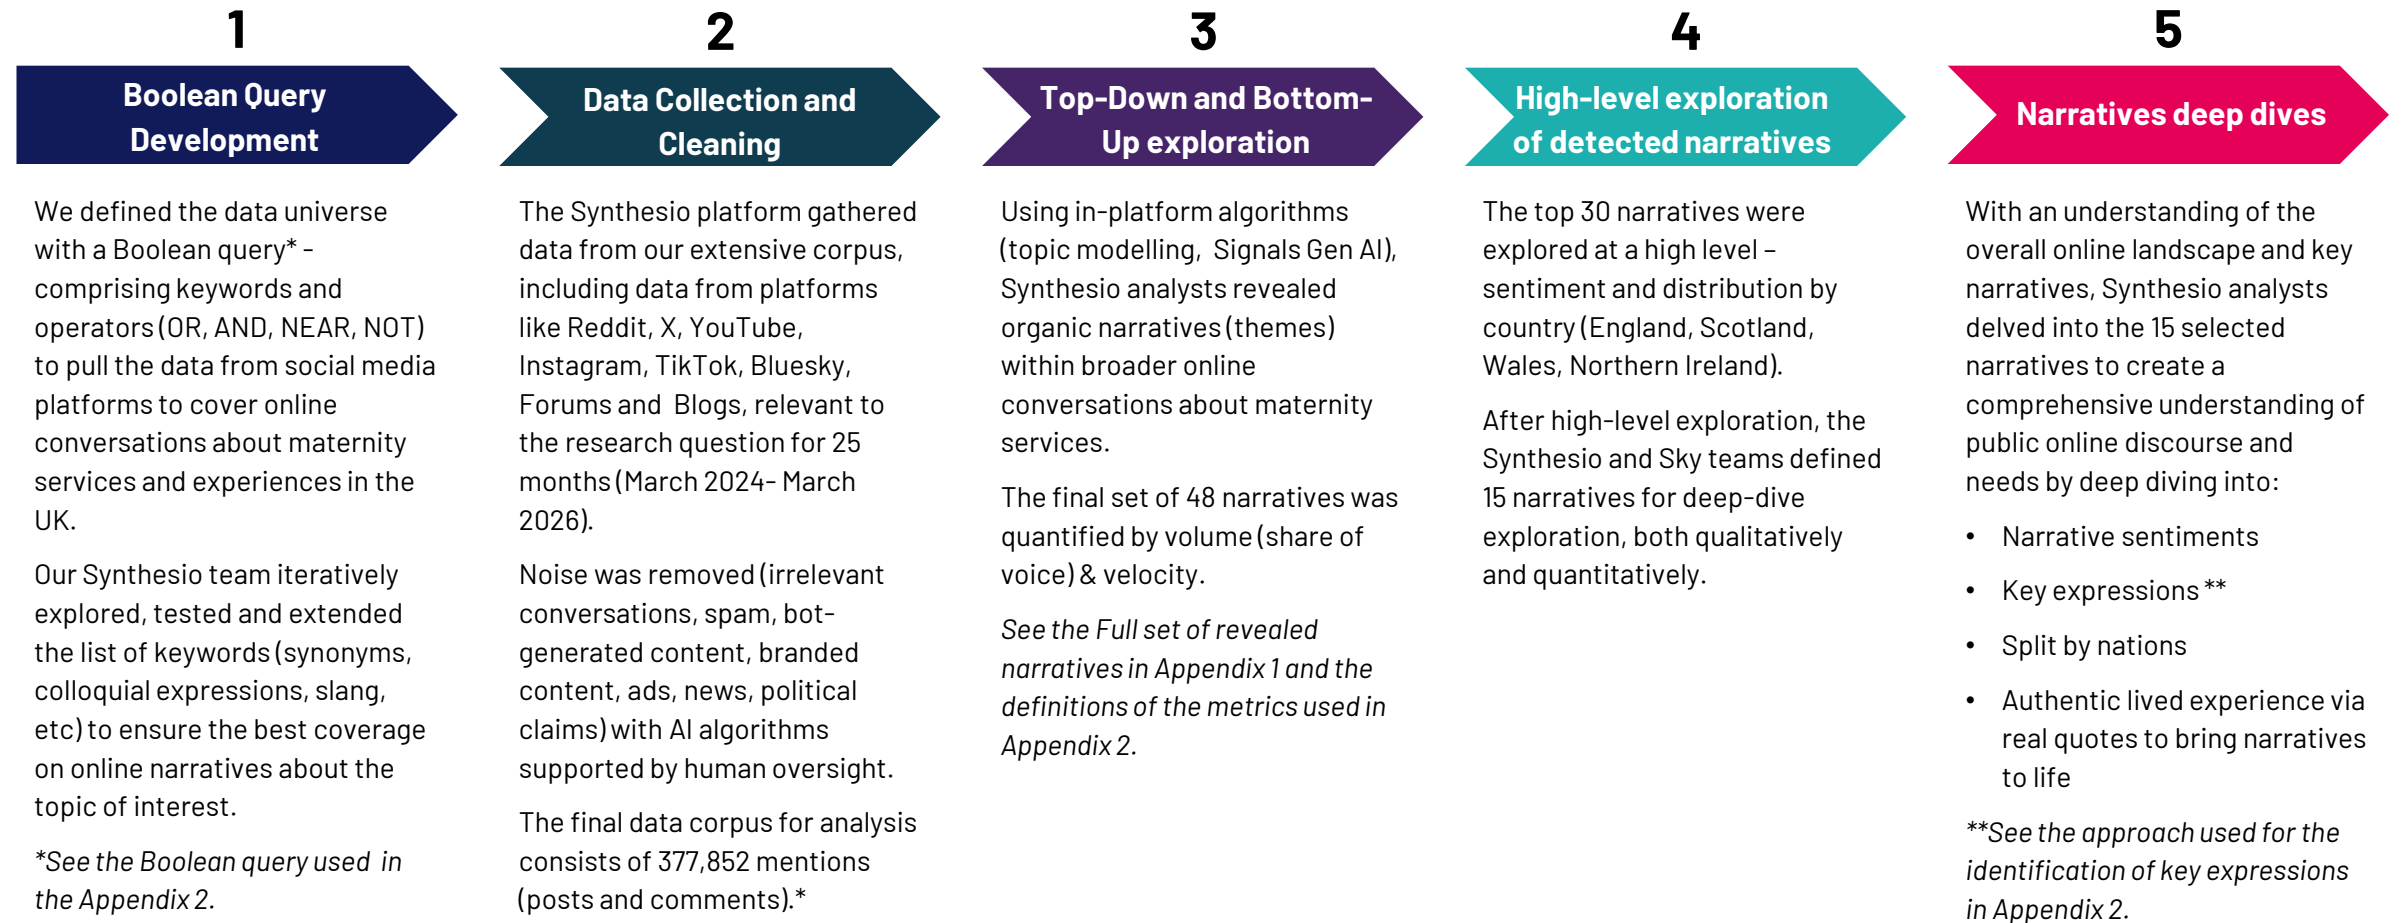 1
Boolean Query
Development
We defined the data universe
with a Boolean query* -
comprising keywords and
operators (OR, AND, NEAR, NOT)
to pull the data from social media
platforms to cover online
conversations about maternity
services and experiences in the
UK.
Our Synthesio team iteratively
explored, tested and extended
the list of keywords (synonyms,
colloquial expressions, slang,
etc) to ensure the best coverage
on online narratives about the
topic of interest.
*See the Boolean query used in
the Appendix 2.
2
Data Collection and
Cleaning
The Synthesio platform gathered
data from our extensive corpus,
including data from platforms
like Reddit, X, YouTube,
Instagram, TikTok, Bluesky,
Forums and Blogs, relevant to
the research question for 25
months (March 2024- March
2026).
Noise was removed (irrelevant
conversations, spam, bot-
generated content, branded
content, ads, news, political
claims) with AI algorithms
supported by human oversight.
The final data corpus for analysis
consists of 377,852 mentions
(posts and comments).*
3
Top-Down and Bottom-
Up exploration
Using in-platform algorithms
(topic modelling, Signals Gen AI),
Synthesio analysts revealed
organic narratives (themes)
within broader online
conversations about maternity
services.
The final set of 48 narratives was
quantified by volume (share of
voice) & velocity.
See the Full set of revealed
narratives in Appendix 1 and the
definitions of the metrics used in
Appendix 2.
4
High-level exploration
of detected narratives
The top 30 narratives were
explored at a high level –
sentiment and distribution by
country (England, Scotland,
Wales, Northern Ireland).
After high-level exploration, the
Synthesio and Sky teams defined
15 narratives for deep-dive
exploration, both qualitatively
and quantitatively.
5
Narratives deep dives
With an understanding of the
overall online landscape and key
narratives, Synthesio analysts
delved into the 15 selected
narratives to create a
comprehensive understanding of
public online discourse and
needs by deep diving into:
• Narrative sentiments
• Key expressions **
• Split by nations
• Authentic lived experience via
real quotes to bring narratives
to life
**See the approach used for the
identification of key expressions
in Appendix 2.